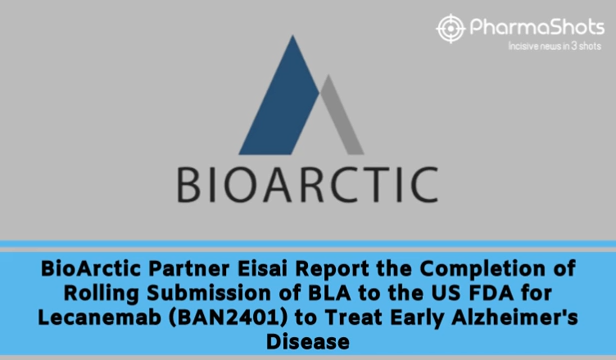 PharmaShots
Incisive news in 3 shots
BIOARCTIC
BioArctic Partner Eisai Report the Completion of
Rolling Submission of BLA to the US FDA for
Lecanemab (BAN2401) to Treat Early Alzheimer's
Disease